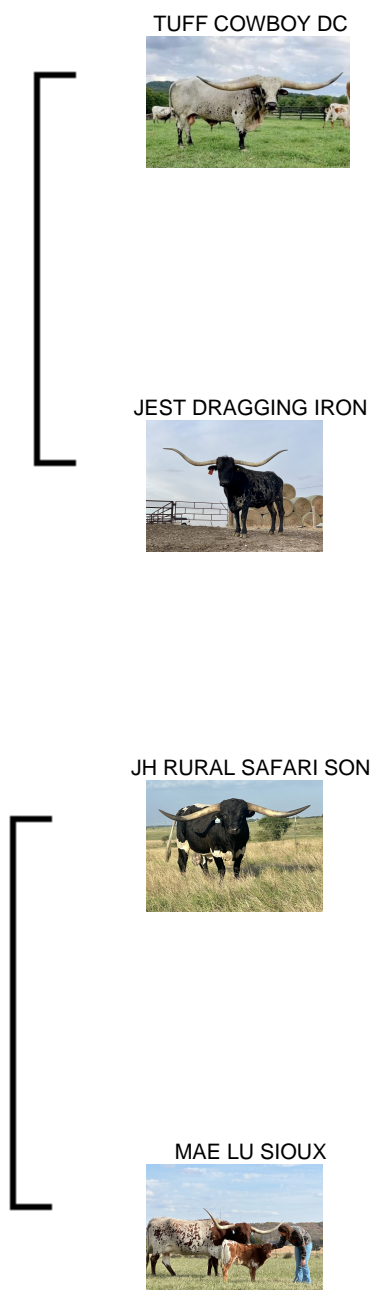 TUFF COWBOY DC
JEST DRAGGING IRON
JH RURAL SAFARI SON
MAE LU SIOUX